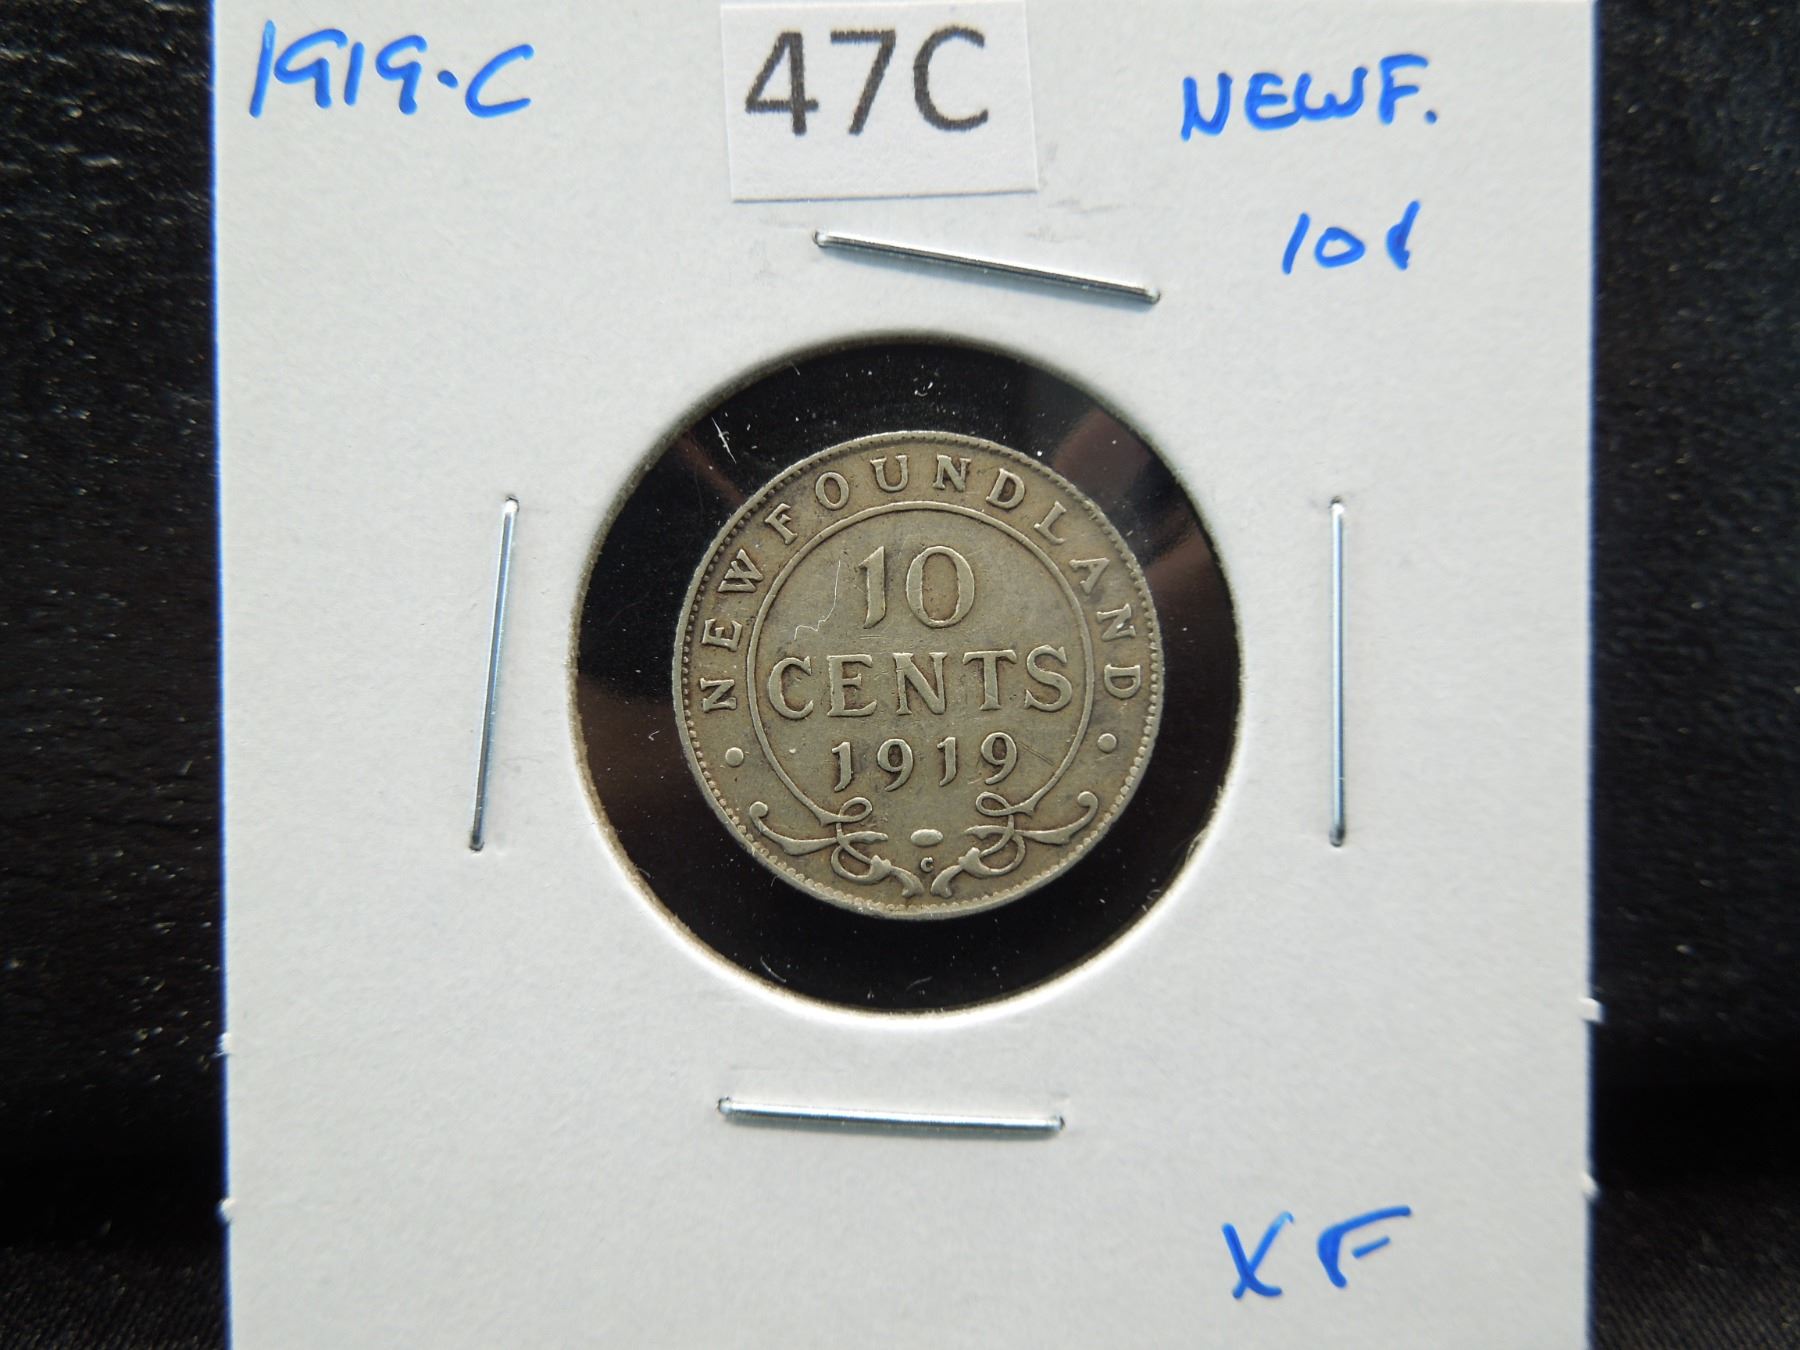 1919-C 47C NEWF.
10¢
NEWFOUNDLAND
10
CENTS
1919
C
XF